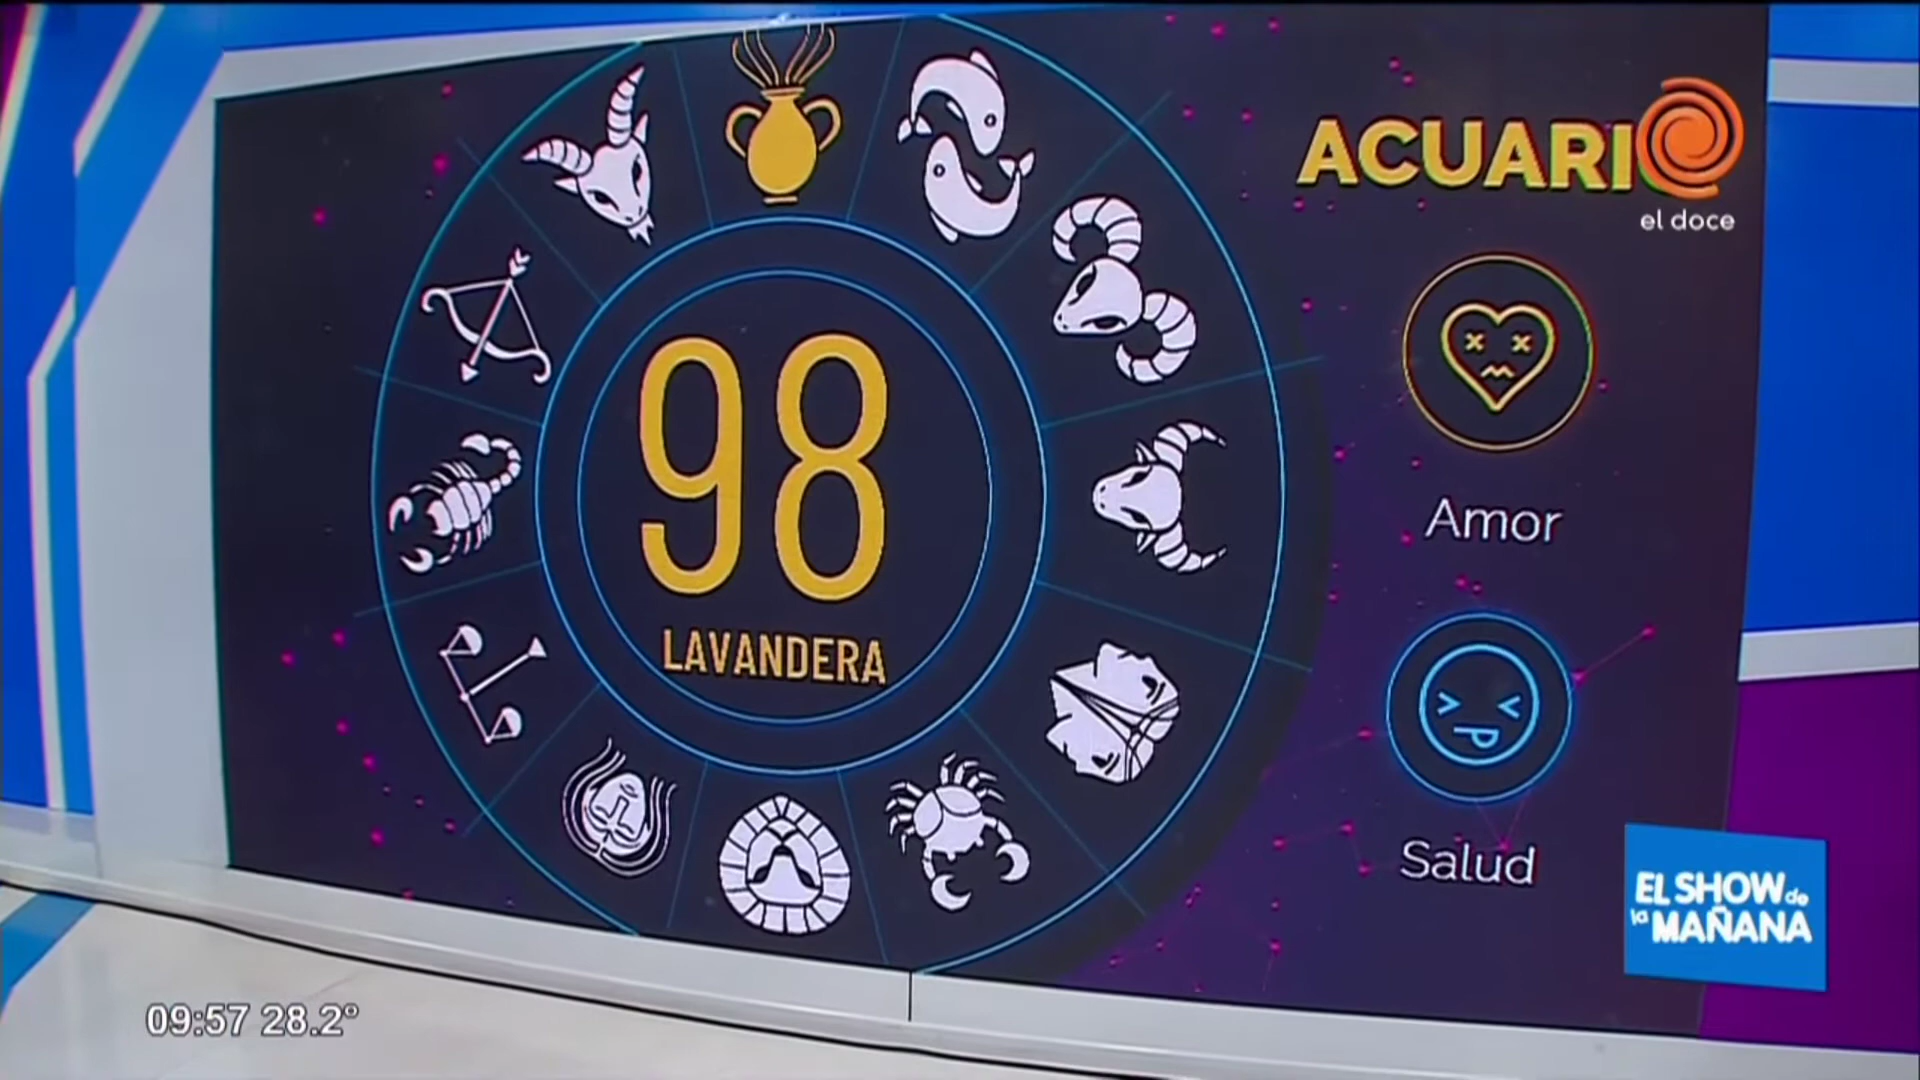 ACUARIO
el doce
98
LAVANDERA
Amor
Salud
EL SHOW de
la MAÑANA
09:57 28.2°